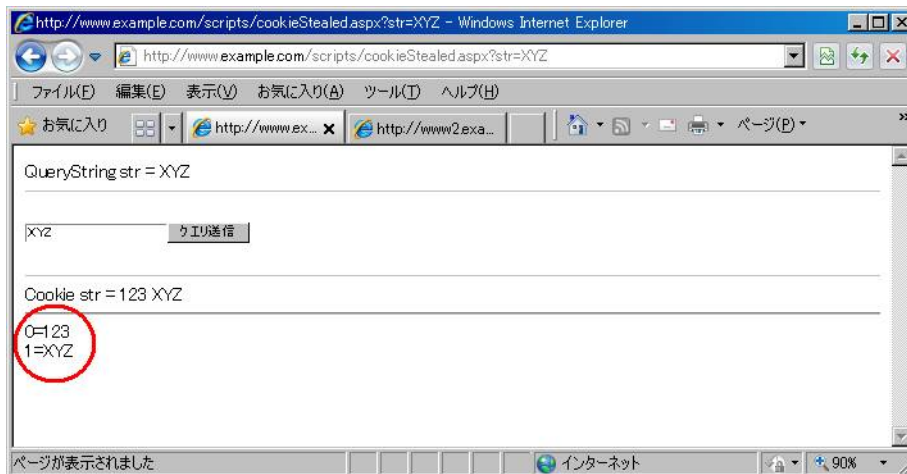 http://www.example.com/scripts/cookieStealed.aspx?str=XYZ - Windows Internet Explorer
http://www.example.com/scripts/cookieStealed.aspx?str=XYZ
ファイル(F) 編集(E) 表示(V) お気に入り(A) ツール(T) ヘルプ(H)
お気に入り http://www.ex... http://www2.exa... ページ(P)
QueryString str = XYZ
XYZ クエリ送信
Cookie str = 123 XYZ
0=123
1=XYZ
ページが表示されました インターネット 90%